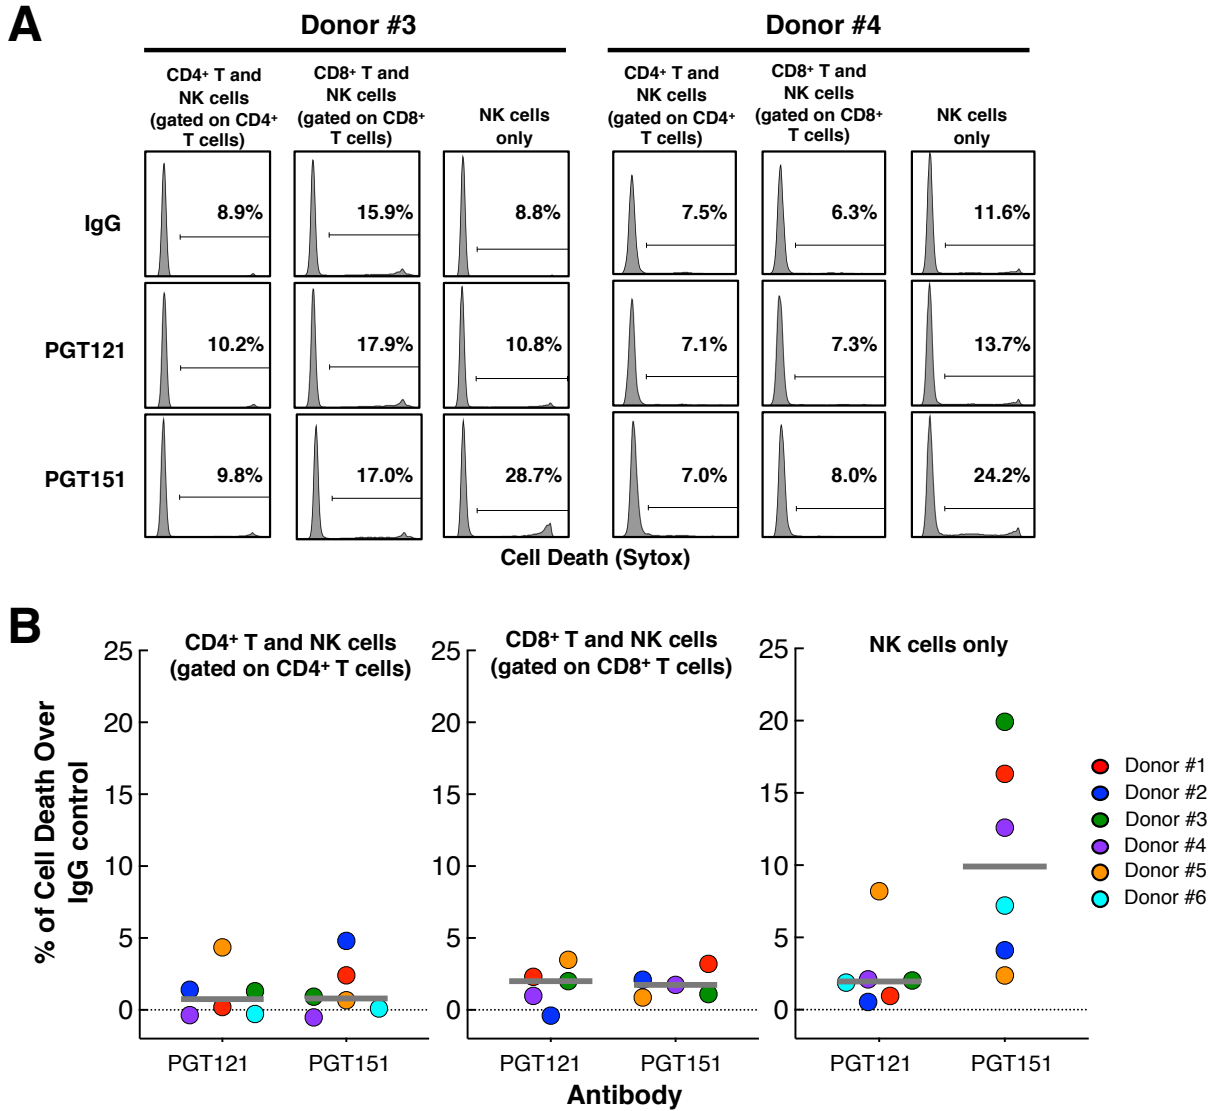 A
Donor #3
Donor #4
CD4⁺ T and
NK cells
(gated on CD4⁺
T cells)
CD8⁺ T and
NK cells
(gated on CD8⁺
T cells)
NK cells
only
CD4⁺ T and
NK cells
(gated on CD4⁺
T cells)
CD8⁺ T and
NK cells
(gated on CD8⁺
T cells)
NK cells
only
IgG
8.9%
15.9%
8.8%
7.5%
6.3%
11.6%
PGT121
10.2%
17.9%
10.8%
7.1%
7.3%
13.7%
PGT151
9.8%
17.0%
28.7%
7.0%
8.0%
24.2%
Cell Death (Sytox)
B
% of Cell Death Over
IgG control
CD4⁺ T and NK cells
(gated on CD4⁺ T cells)
25
20
15
10
5
0
PGT121
PGT151
CD8⁺ T and NK cells
(gated on CD8⁺ T cells)
25
20
15
10
5
0
PGT121
PGT151
NK cells only
25
20
15
10
5
0
PGT121
PGT151
Antibody
Donor #1
Donor #2
Donor #3
Donor #4
Donor #5
Donor #6